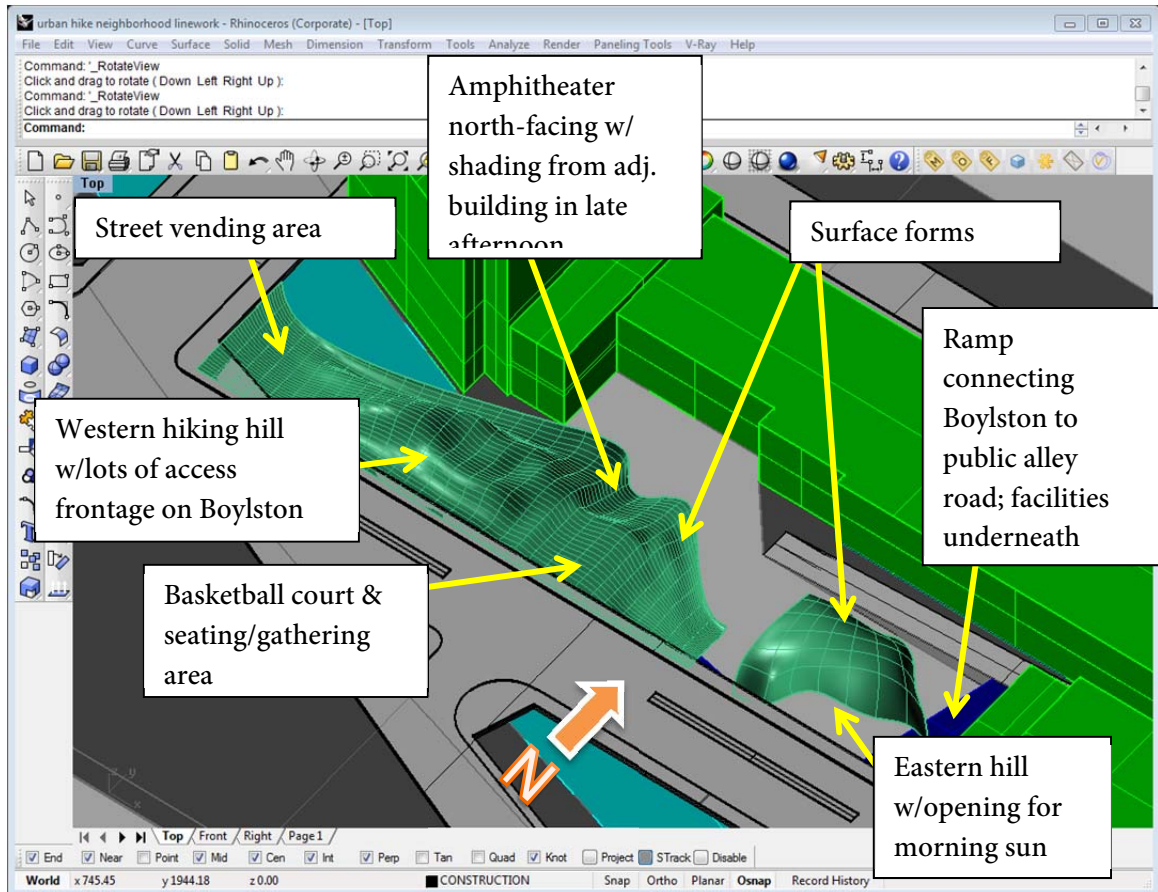 urban hike neighborhood linework - Rhinoceros (Corporate) - [Top]
File Edit View Curve Surface Solid Mesh Dimension Transform Tools Analyze Render Paneling Tools V-Ray Help
Command: '_RotateView
Click and drag to rotate ( Down Left Right Up ):
Command: '_RotateView
Click and drag to rotate ( Down Left Right Up ):
Command:
Top
Street vending area
Amphitheater
north-facing w/
shading from adj.
building in late
afternoon
Surface forms
Ramp
connecting
Boylston to
public alley
road; facilities
underneath
Western hiking hill
w/lots of access
frontage on Boylston
Basketball court &
seating/gathering
area
N
Eastern hill
w/opening for
morning sun
z y
x
Top Front Right Page 1
End Near Point Mid Cen Int Perp Tan Quad Knot Project STrack Disable
World x 745.45 y 1944.18 z 0.00 CONSTRUCTION Snap Ortho Planar Osnap Record History